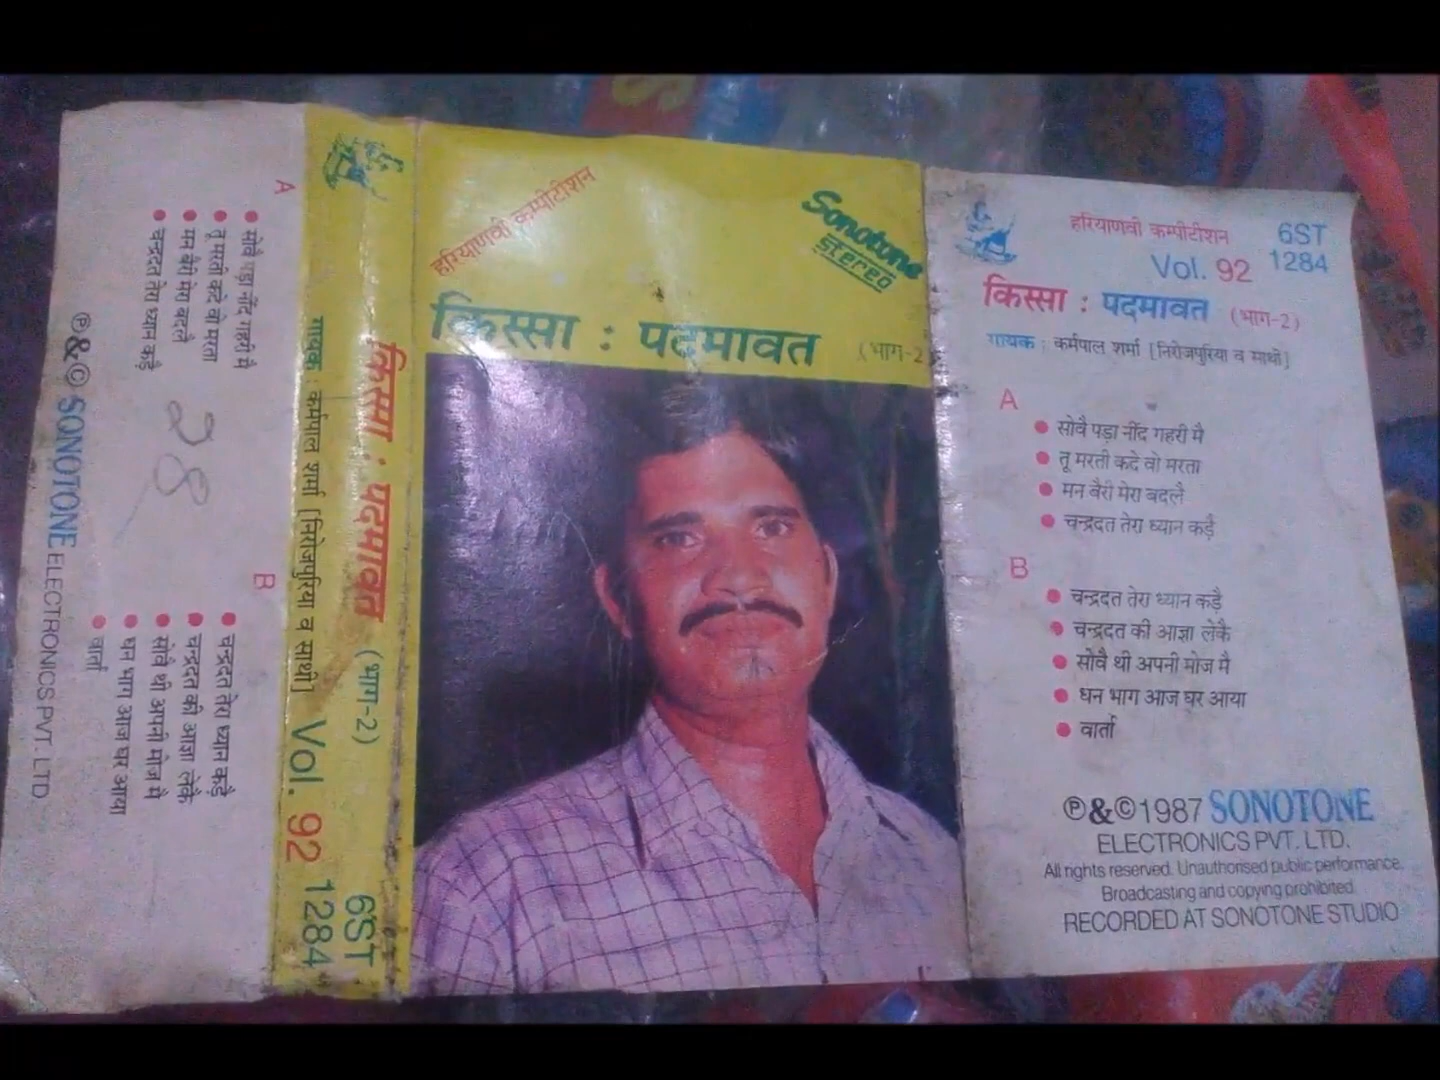 A
सोवै पड़ा नींद गहरी मै
तू मरती कदे वो मरता
मन बैरी मेरा बदलै
चन्द्रदत तेरा ध्यान कड़ै
28
B
चन्द्रदत तेरा ध्यान कड़ै
चन्द्रदत की आज्ञा लेकै
सोवै थी अपनी मोज मै
धन भाग आज घर आया
वार्ता
℗&© SONOTONE ELECTRONICS PVT. LTD
किस्सा : पदमावत (भाग-2)
गायक : कर्मपाल शर्मा [निरोजपुरिया व साथी]
Vol. 92
6ST
1284
हरियाणवी कम्पीटीशन
Sonotone
stereo
किस्सा : पदमावत (भाग-2)
हरियाणवी कम्पीटीशन
6ST
1284
Vol. 92
किस्सा : पदमावत (भाग-2)
गायक : कर्मपाल शर्मा [निरोजपुरिया व साथी]
A
सोवै पड़ा नींद गहरी मै
तू मरती कदे वो मरता
मन बैरी मेरा बदलै
चन्द्रदत तेरा ध्यान कड़ै
B
चन्द्रदत तेरा ध्यान कड़ै
चन्द्रदत की आज्ञा लेकै
सोवै थी अपनी मोज मै
धन भाग आज घर आया
वार्ता
℗&©1987 SONOTONE
ELECTRONICS PVT. LTD.
All rights reserved. Unauthorised public performance.
Broadcasting and copying prohibited
RECORDED AT SONOTONE STUDIO